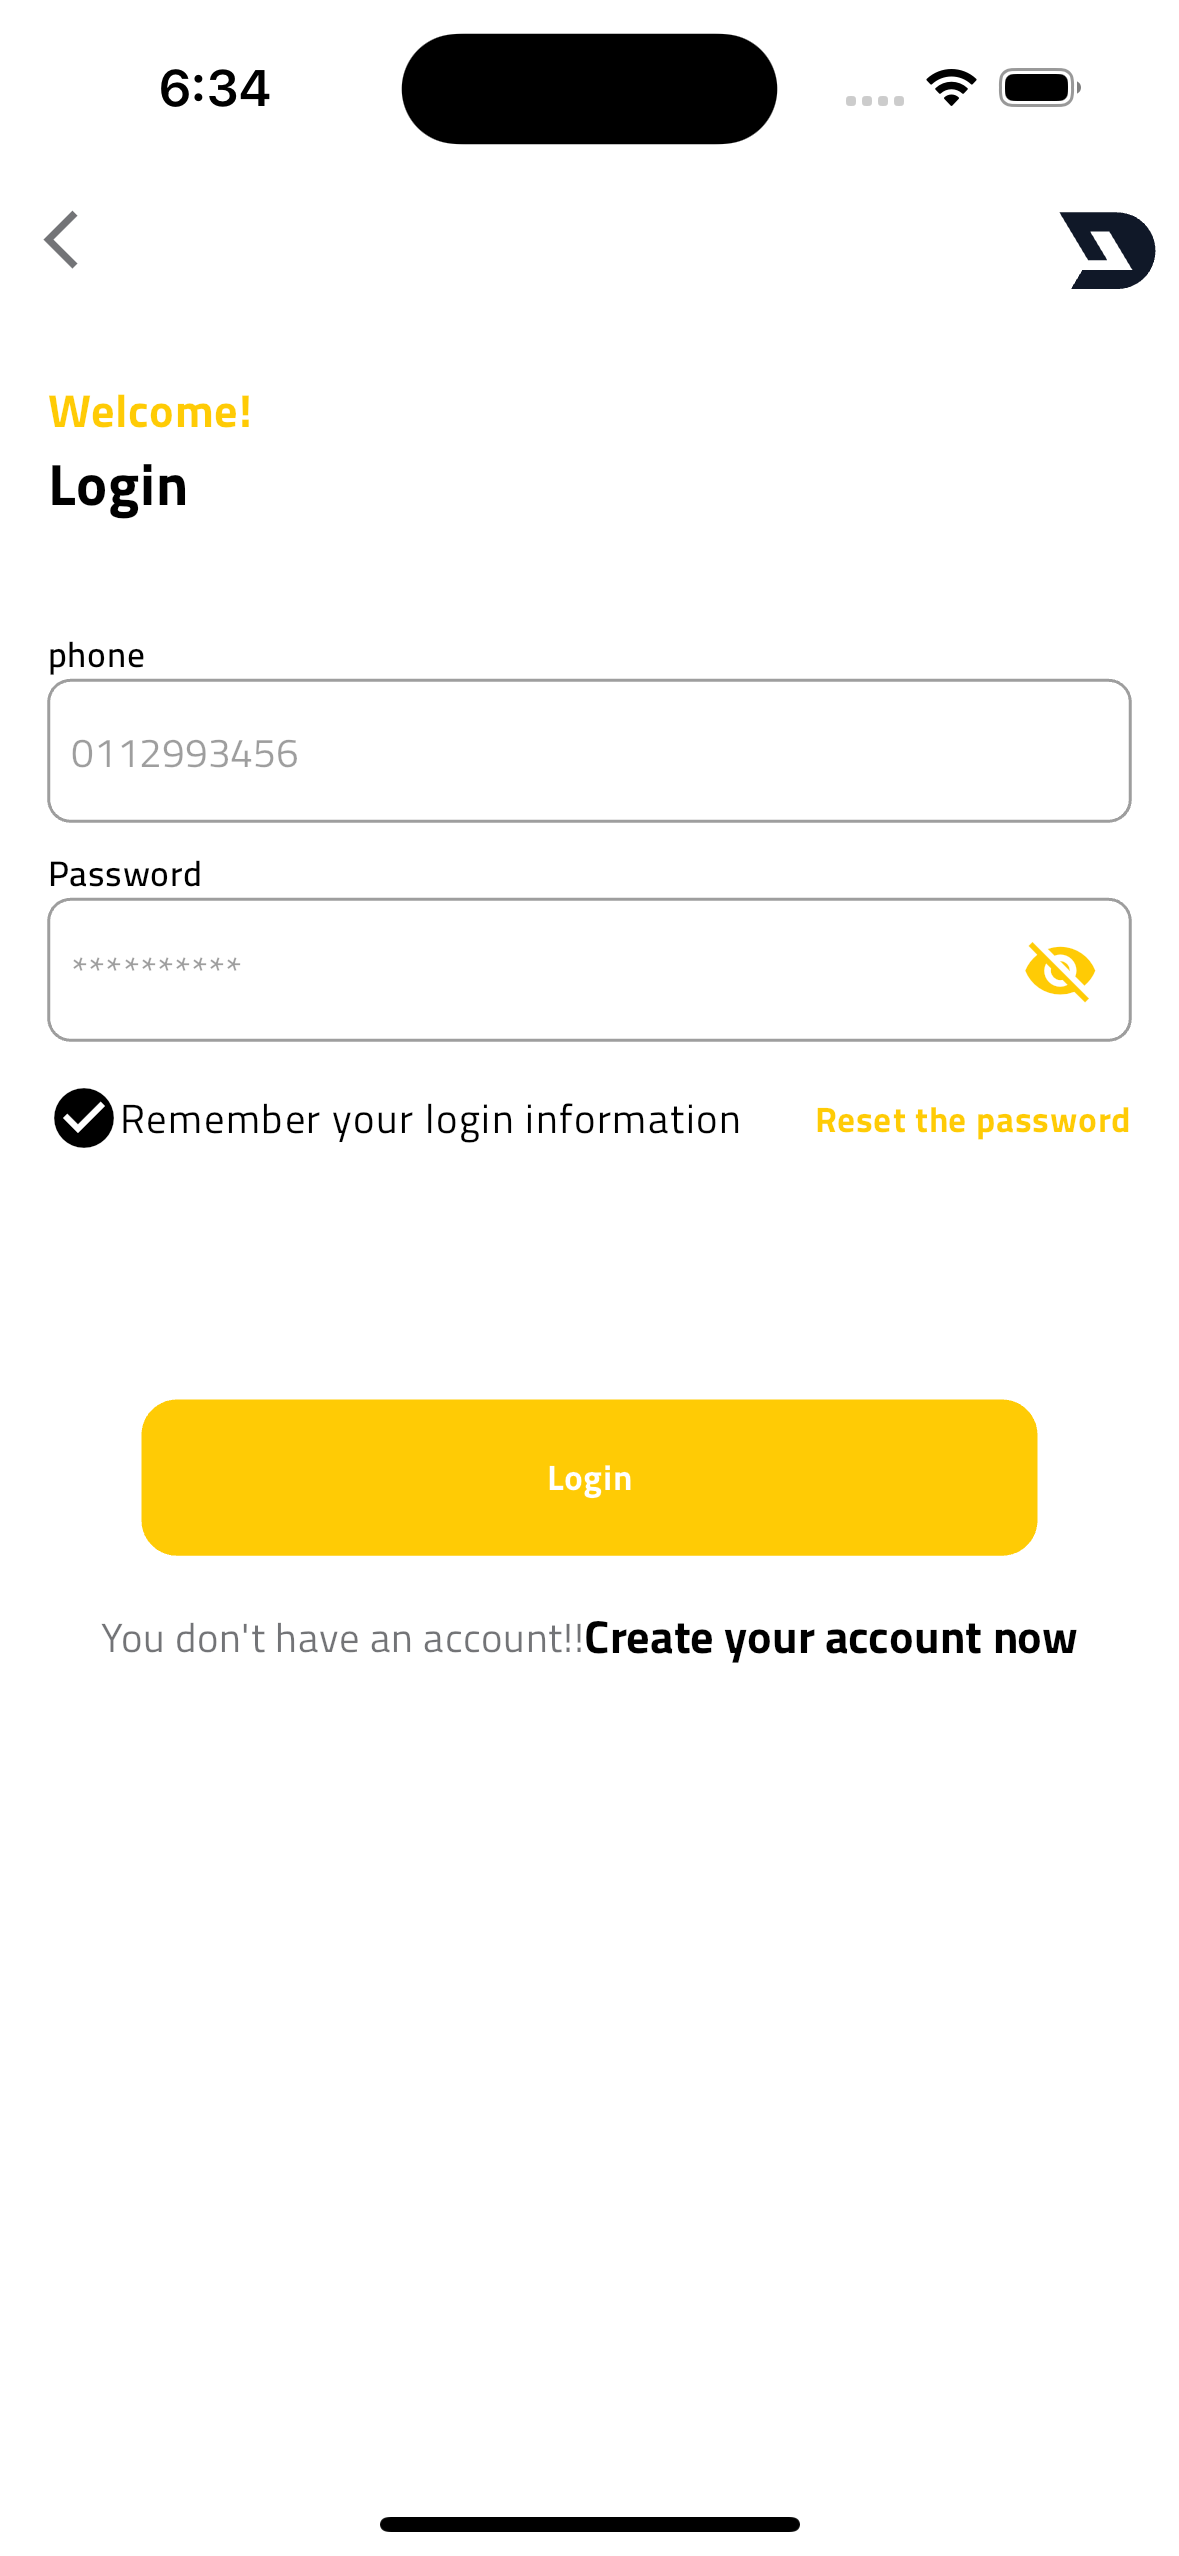 6:34
Welcome!
Login
phone
0112993456
Password
**********
Remember your login information Reset the password
Login
You don't have an account!!Create your account now